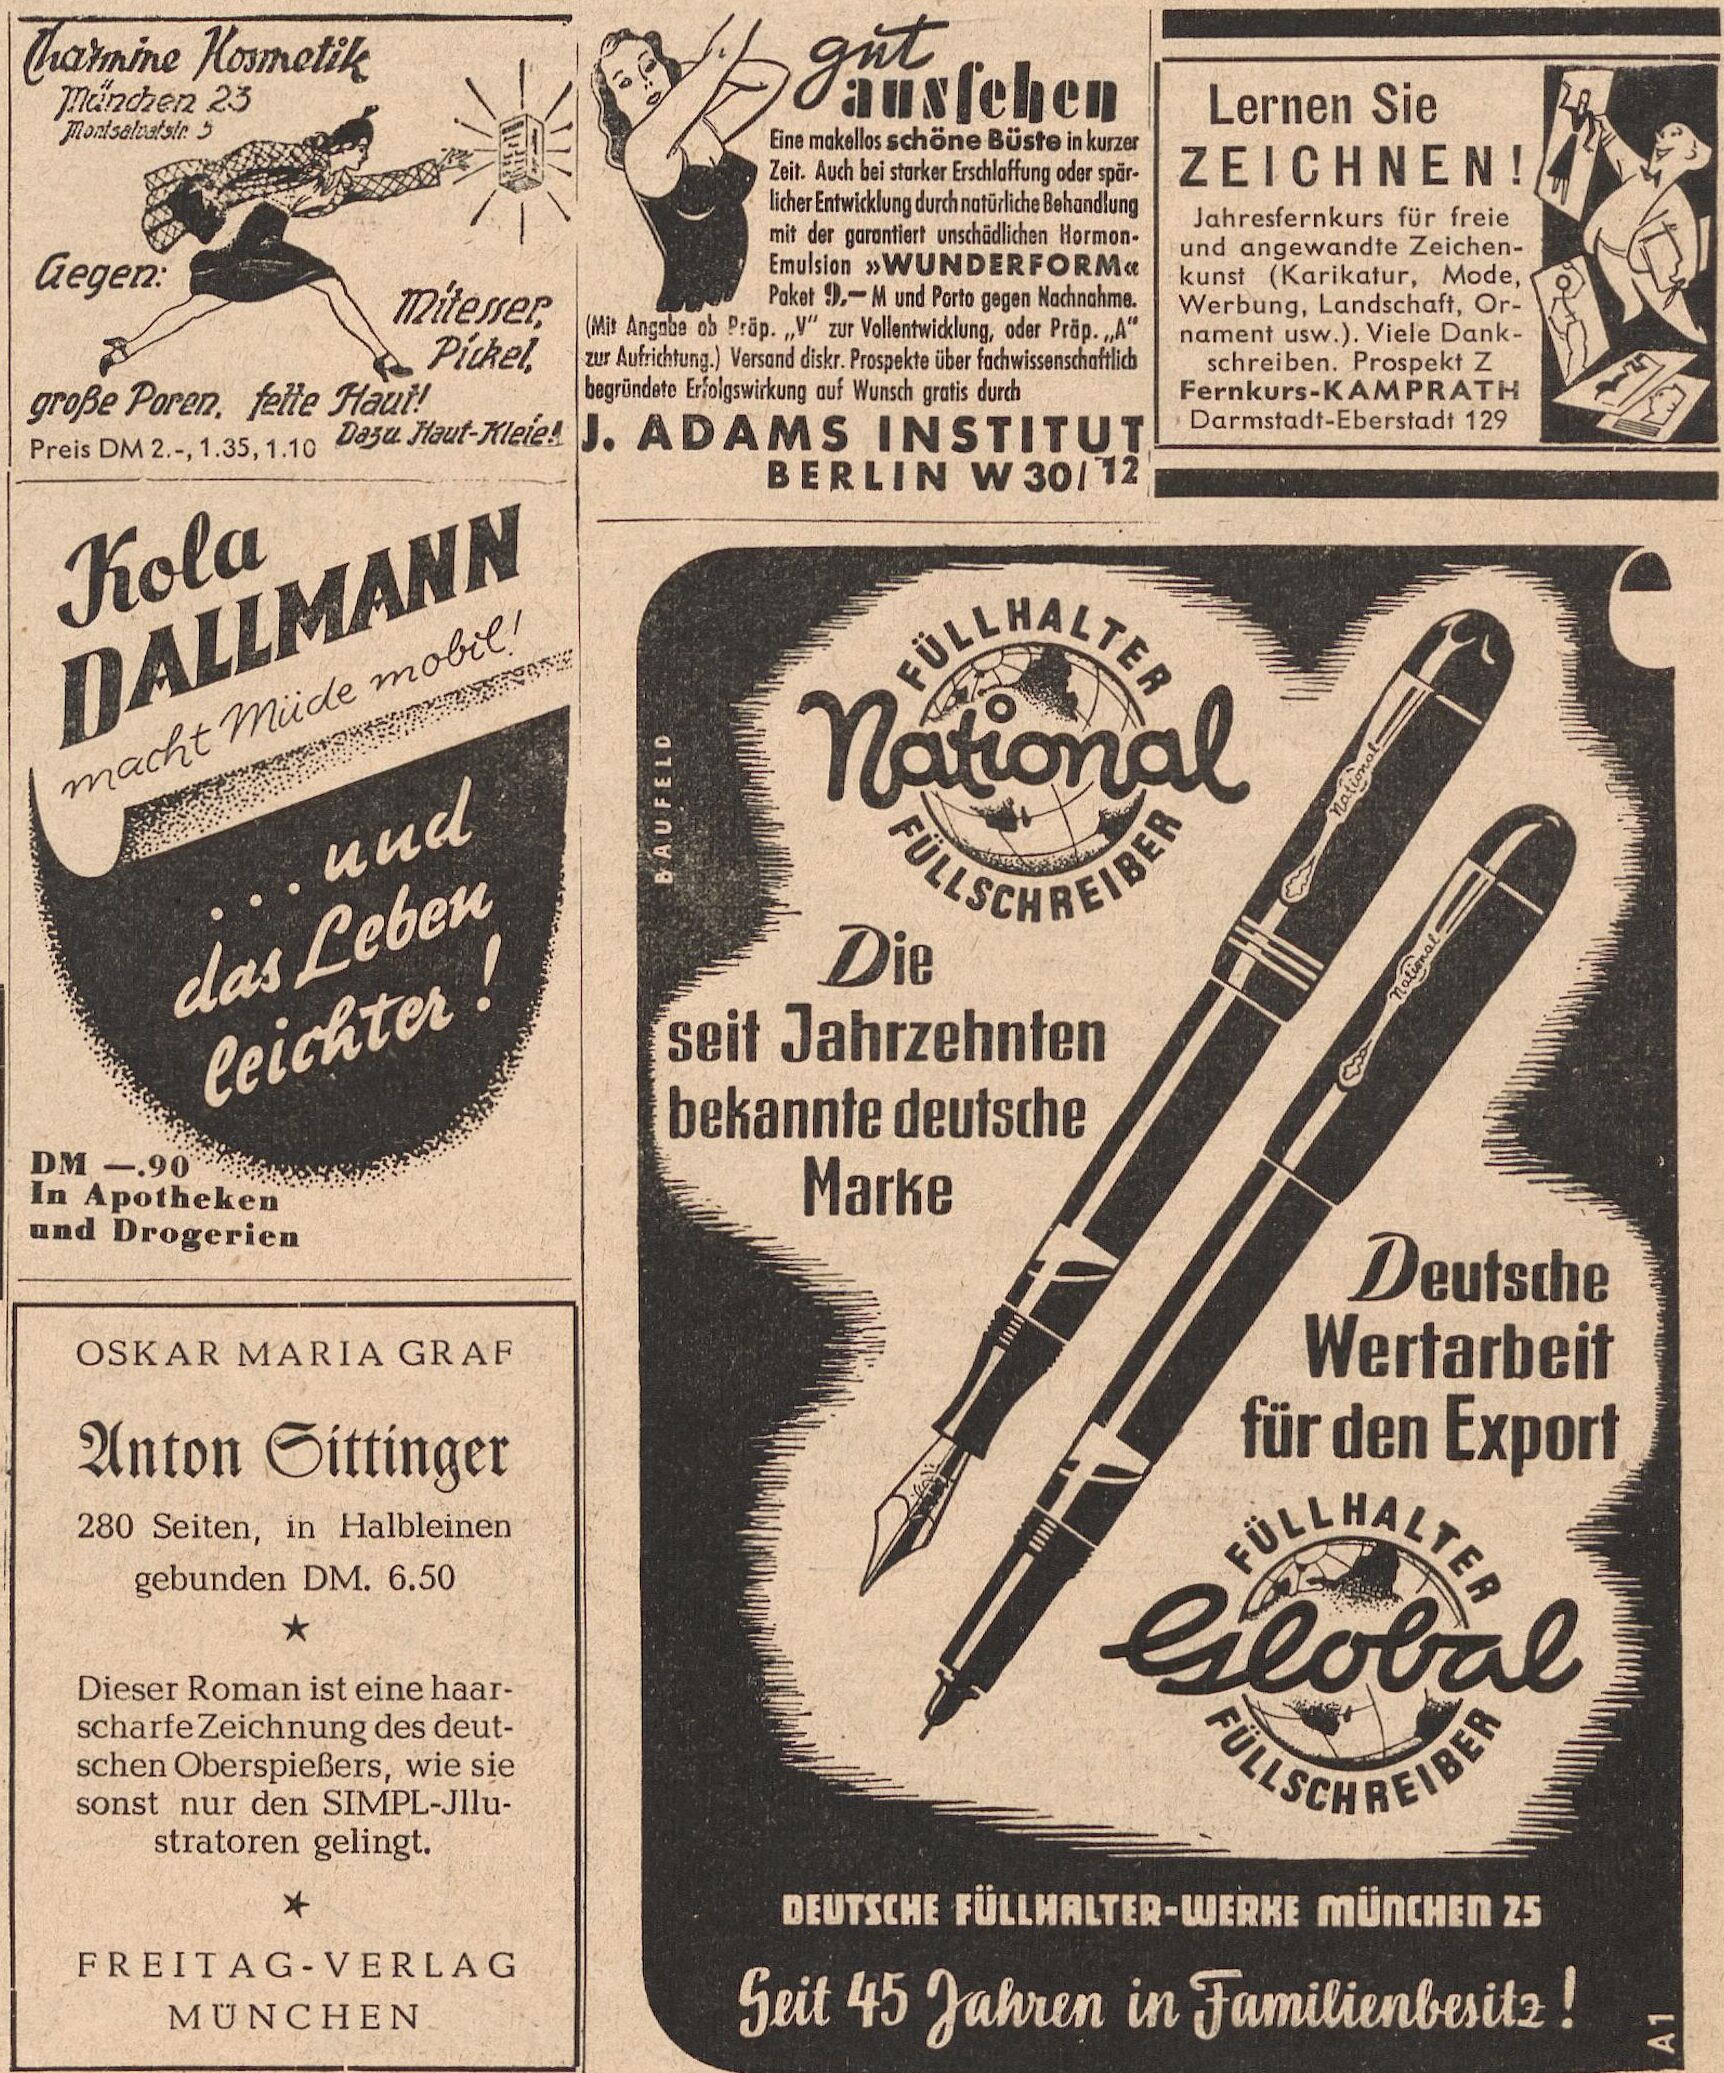 Charmine Kosmetik
München 23
Montsalvatstr. 5
Gegen:
Mitesser,
Pickel,
große Poren, fette Haut!
Dazu Haut-Kleie!
Preis DM 2.-, 1.35, 1.10
gut
aussehen
Eine makellos schöne Büste in kurzer
Zeit. Auch bei starker Erschlaffung oder spär-
licher Entwicklung durch natürliche Behandlung
mit der garantiert unschädlichen Hormon-
Emulsion »WUNDERFORM«
Paket 9.— M und Porto gegen Nachnahme.
(Mit Angabe ob Präp. „V" zur Vollentwicklung, oder Präp. „A"
zur Aufrichtung.) Versand diskr. Prospekte über fachwissenschaftlich
begründete Erfolgswirkung auf Wunsch gratis durch
J. ADAMS INSTITUT
BERLIN W 30/ 12
Lernen Sie
ZEICHNEN!
Jahresfernkurs für freie
und angewandte Zeichen-
kunst (Karikatur, Mode,
Werbung, Landschaft, Or-
nament usw.). Viele Dank-
schreiben. Prospekt Z
Fernkurs-KAMPRATH
Darmstadt-Eberstadt 129
Kola
DALLMANN
macht Müde mobil!
... und
das Leben
leichter!
DM —.90
In Apotheken
und Drogerien
OSKAR MARIA GRAF
Anton Sittinger
280 Seiten, in Halbleinen
gebunden DM. 6.50
Dieser Roman ist eine haar-
scharfe Zeichnung des deut-
schen Oberspießers, wie sie
sonst nur den SIMPL-Jllu-
stratoren gelingt.
FREITAG-VERLAG
MÜNCHEN
BAUFELD
FÜLLHALTER
National
FÜLLSCHREIBER
National
National
Die
seit Jahrzehnten
bekannte deutsche
Marke
Deutsche
Wertarbeit
für den Export
FÜLLHALTER
Global
FÜLLSCHREIBER
DEUTSCHE FÜLLHALTER-WERKE MÜNCHEN 25
Seit 45 Jahren in Familienbesitz!
A1